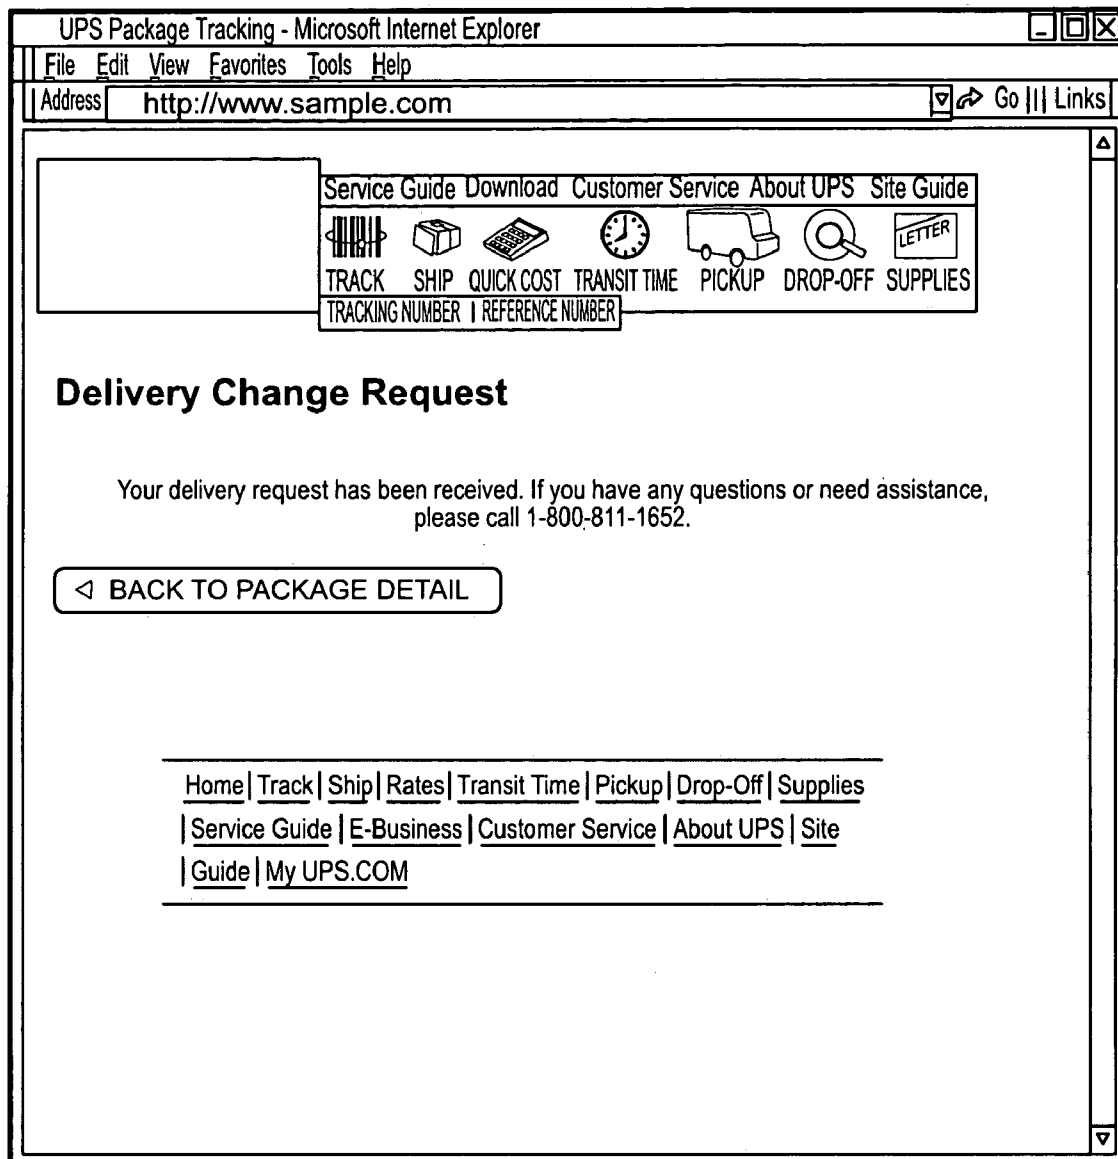 UPS Package Tracking - Microsoft Internet Explorer
File Edit View Favorites Tools Help
Address http://www.sample.com Go Links
Service Guide Download Customer Service About UPS Site Guide
LETTER
TRACK SHIP QUICK COST TRANSIT TIME PICKUP DROP-OFF SUPPLIES
TRACKING NUMBER | REFERENCE NUMBER
Delivery Change Request
Your delivery request has been received. If you have any questions or need assistance,
please call 1-800-811-1652.
BACK TO PACKAGE DETAIL
Home | Track | Ship | Rates | Transit Time | Pickup | Drop-Off | Supplies
| Service Guide | E-Business | Customer Service | About UPS | Site
| Guide | My UPS.COM